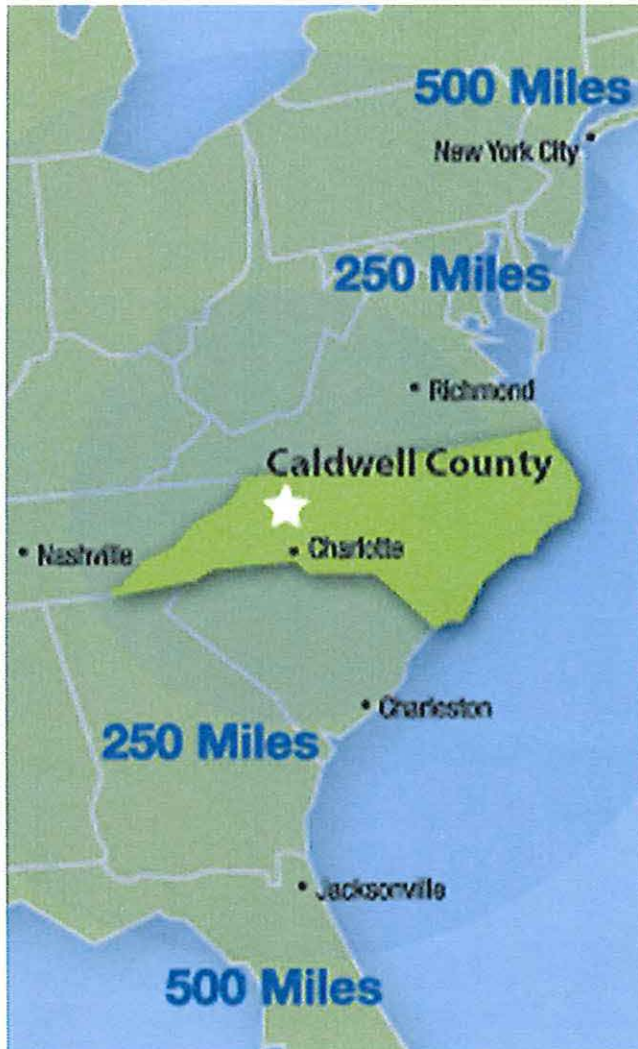 500 Miles
New York City
250 Miles
Richmond
Caldwell County
Nashville
Charlotte
Charleston
250 Miles
Jacksonville
500 Miles